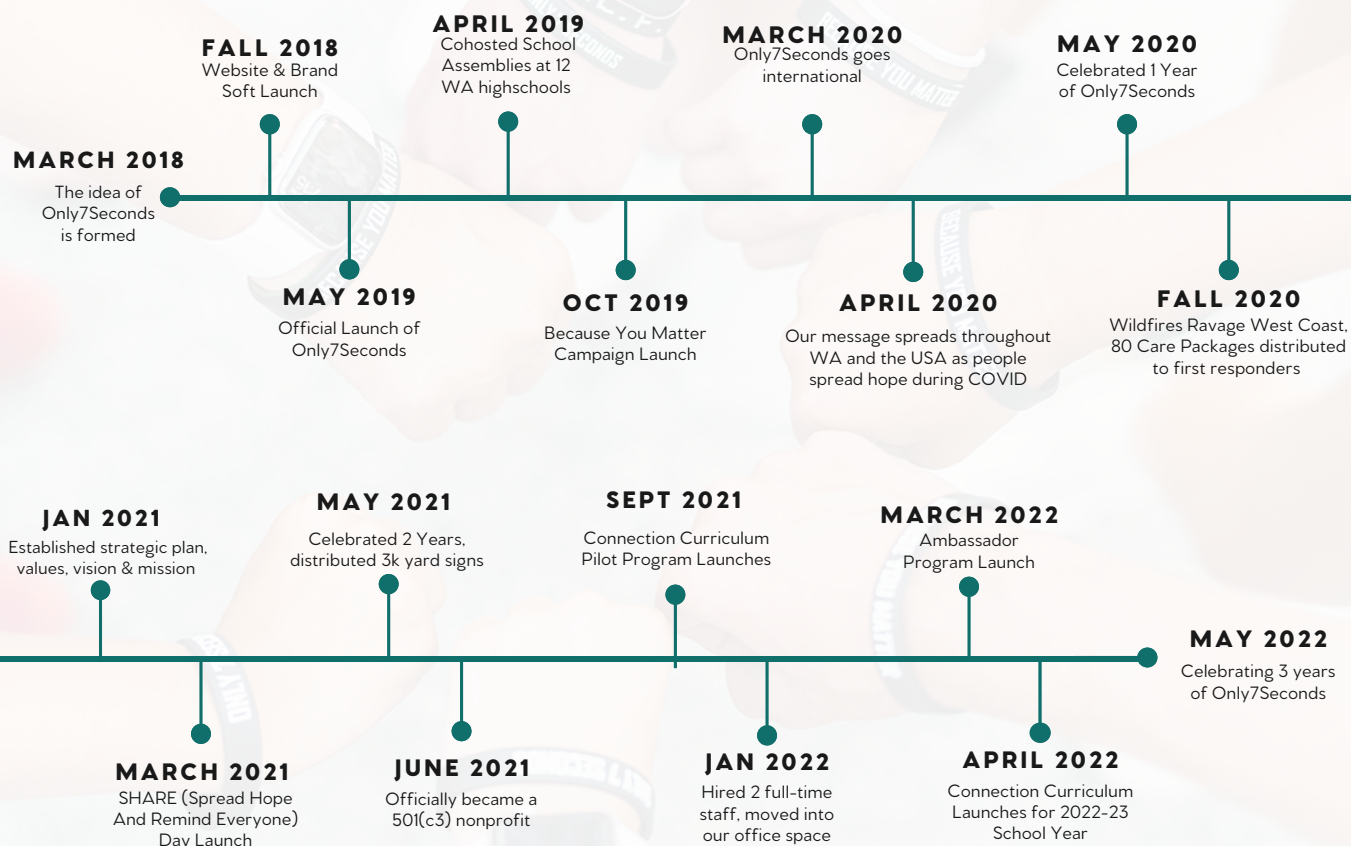 MARCH 2018
The idea of
Only7Seconds
is formed
FALL 2018
Website & Brand
Soft Launch
MAY 2019
Official Launch of
Only7Seconds
APRIL 2019
Cohosted School
Assemblies at 12
WA highschools
OCT 2019
Because You Matter
Campaign Launch
MARCH 2020
Only7Seconds goes
international
APRIL 2020
Our message spreads throughout
WA and the USA as people
spread hope during COVID
MAY 2020
Celebrated 1 Year
of Only7Seconds
FALL 2020
Wildfires Ravage West Coast,
80 Care Packages distributed
to first responders
JAN 2021
Established strategic plan,
values, vision & mission
MARCH 2021
SHARE (Spread Hope
And Remind Everyone)
Day Launch
MAY 2021
Celebrated 2 Years,
distributed 3k yard signs
JUNE 2021
Officially became a
501(c3) nonprofit
SEPT 2021
Connection Curriculum
Pilot Program Launches
JAN 2022
Hired 2 full-time
staff, moved into
our office space
MARCH 2022
Ambassador
Program Launch
APRIL 2022
Connection Curriculum
Launches for 2022-23
School Year
MAY 2022
Celebrating 3 years
of Only7Seconds